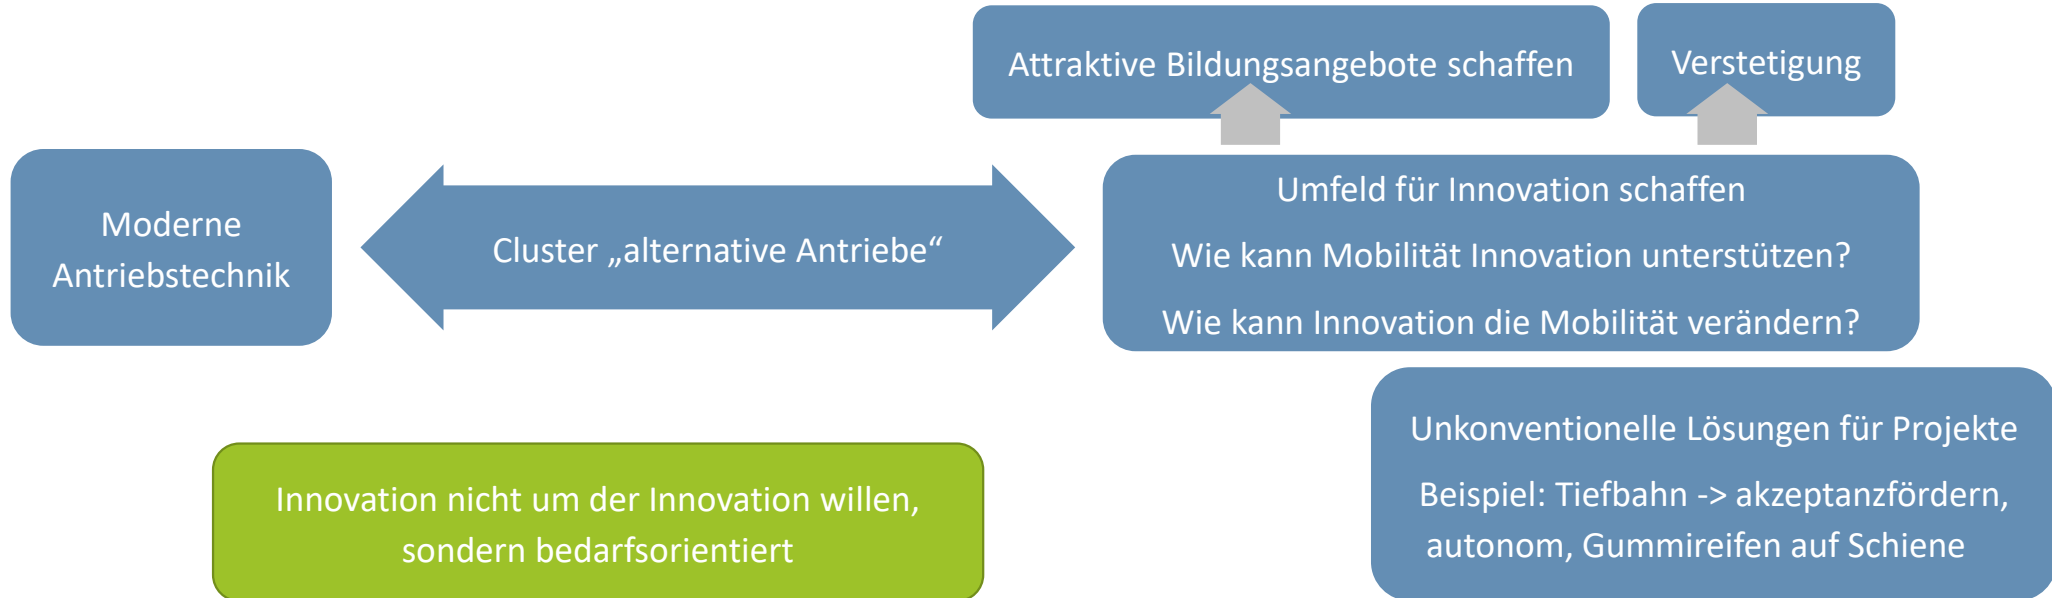 Attraktive Bildungsangebote schaffen
Verstetigung
Moderne
Antriebstechnik
Cluster „alternative Antriebe“
Umfeld für Innovation schaffen
Wie kann Mobilität Innovation unterstützen?
Wie kann Innovation die Mobilität verändern?
Innovation nicht um der Innovation willen,
sondern bedarfsorientiert
Unkonventionelle Lösungen für Projekte
Beispiel: Tiefbahn -> akzeptanzfördern,
autonom, Gummireifen auf Schiene